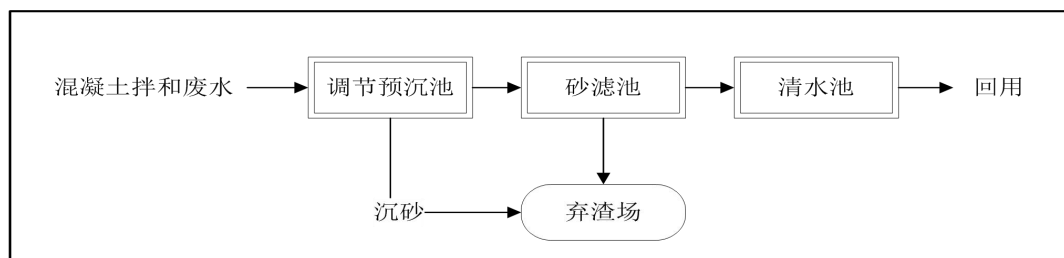 混凝土拌和废水
调节预沉池
砂滤池
清水池
回用
沉砂
弃渣场